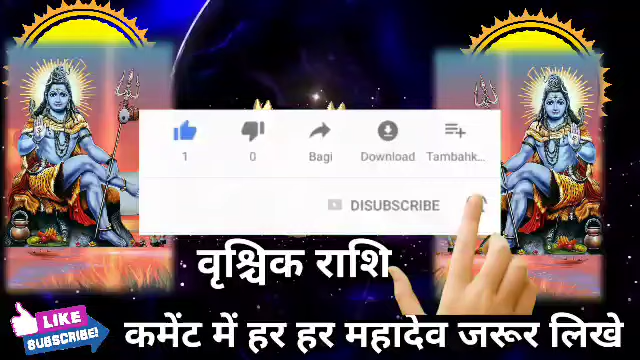 1
0
Bagi
Download
Tambahk...
DISUBSCRIBE
वृश्चिक राशि
LIKE
SUBSCRIBE!
कमेंट में हर हर महादेव जरूर लिखे